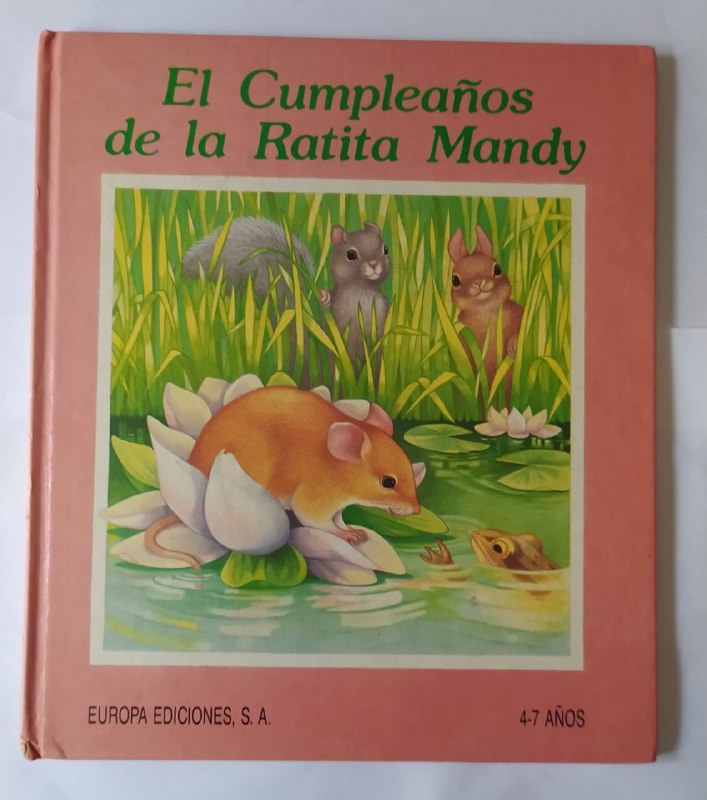 El Cumpleaños
de la Ratita Mandy
EUROPA EDICIONES, S. A.
4-7 AÑOS